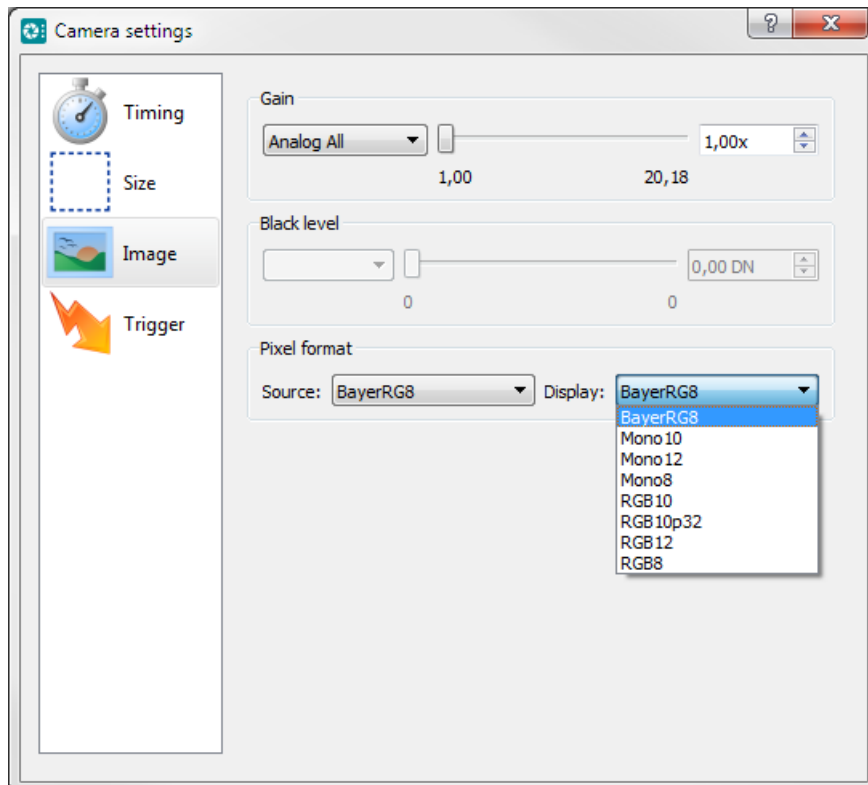 Camera settings
Timing
Size
Image
Trigger
Gain
Analog All
1,00x
1,00 20,18
Black level
0,00 DN
0 0
Pixel format
Source: BayerRG8 Display: BayerRG8
BayerRG8
Mono10
Mono12
Mono8
RGB10
RGB10p32
RGB12
RGB8